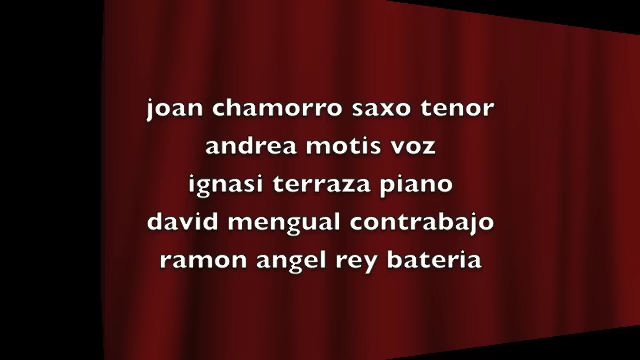 joan chamorro saxo tenor
andrea motis voz
ignasi terraza piano
david mengual contrabajo
ramon angel rey bateria